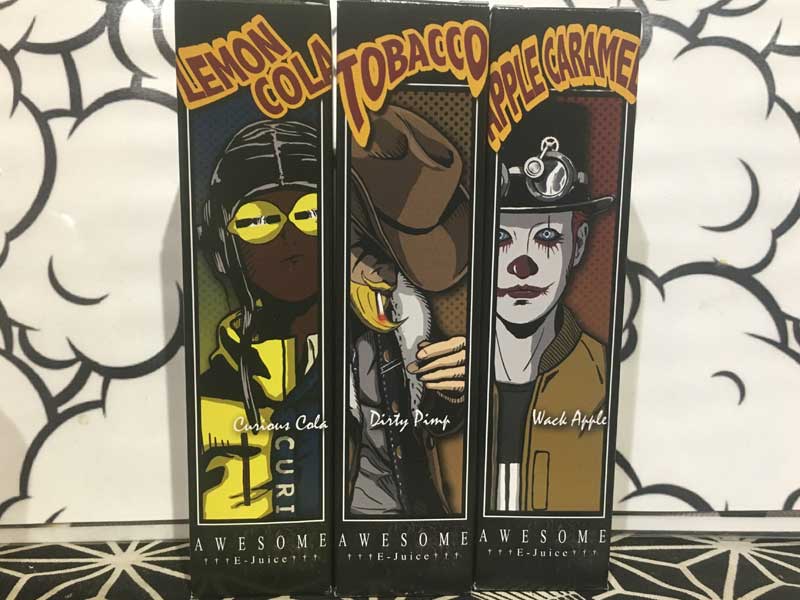 LEMON
COLA
Curious Cola
CURI
AWESOME
†††E-Juice†††
TOBACCO
Dirty Pimp
AWESOME
†††E-Juice†††
APPLE CARAMEL
Wack Apple
AWESOME
†††E-Juice†††